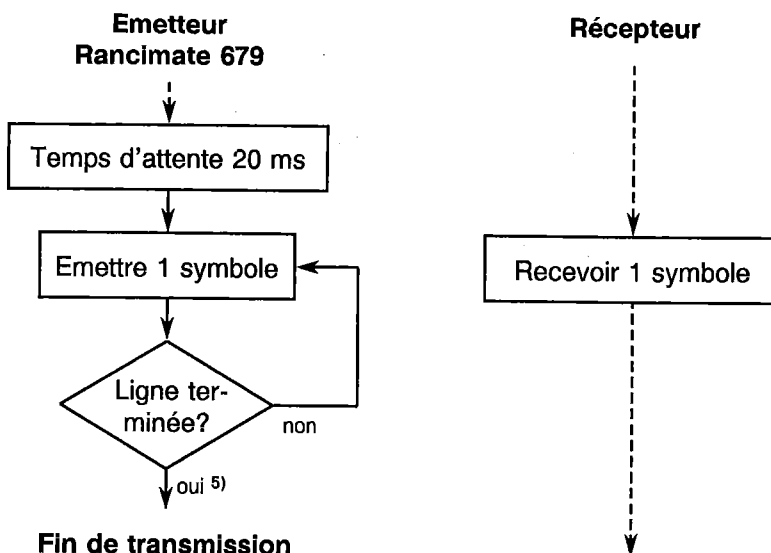 Emetteur
Rancimate 679
Récepteur
Temps d'attente 20 ms
Emettre 1 symbole
Recevoir 1 symbole
Ligne ter-
minée?
non
oui 5)
Fin de transmission